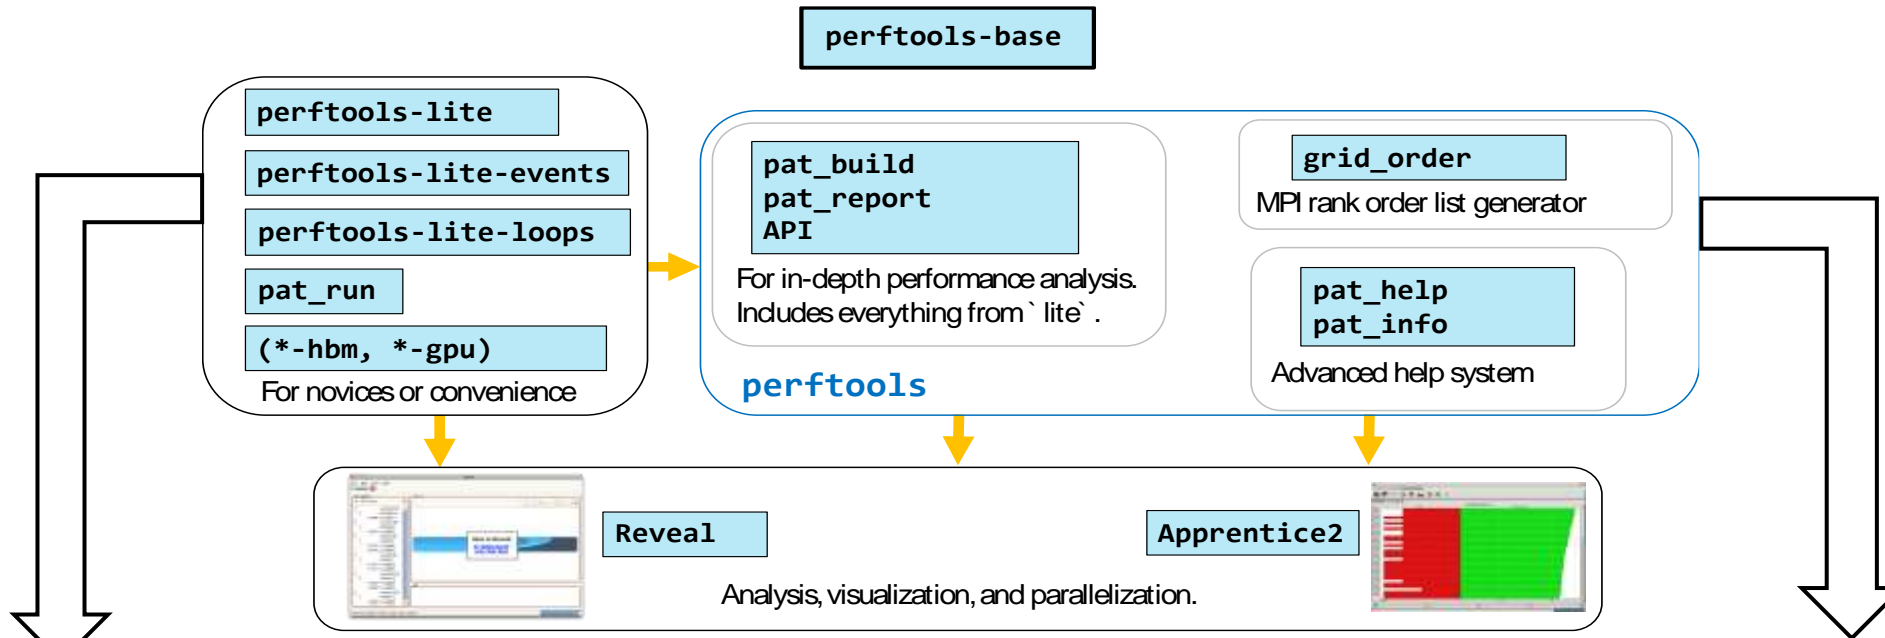 perftools-base
perftools-lite
perftools-lite-events
perftools-lite-loops
pat_run
(*-hbm, *-gpu)
For novices or convenience
pat_build
pat_report
API
For in-depth performance analysis.
Includes everything from ` lite` .
perftools
grid_order
MPI rank order list generator
pat_help
pat_info
Advanced help system
Reveal
Apprentice2
Analysis, visualization, and parallelization.